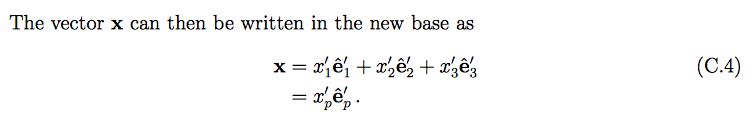 The vector x can then be written in the new base as
x = x′₁ê′₁ + x′₂ê′₂ + x′₃ê′₃ (C.4)
= x′ₚê′ₚ .